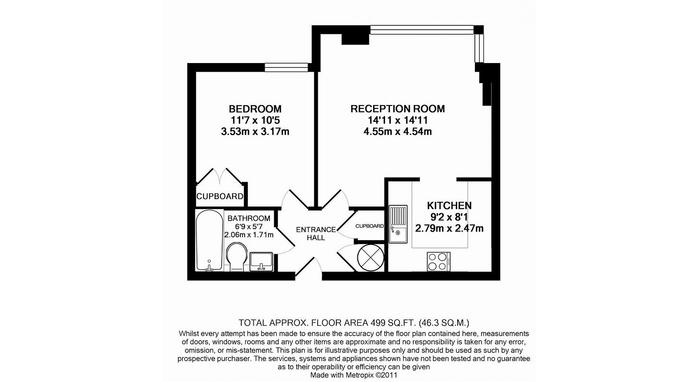 BEDROOM
11'7 x 10'5
3.53m x 3.17m
RECEPTION ROOM
14'11 x 14'11
4.55m x 4.54m
CUPBOARD
BATHROOM
6'9 x 5'7
2.06m x 1.71m
ENTRANCE
HALL
CUPBOARD
KITCHEN
9'2 x 8'1
2.79m x 2.47m
TOTAL APPROX. FLOOR AREA 499 SQ.FT. (46.3 SQ.M.)
Whilst every attempt has been made to ensure the accuracy of the floor plan contained here, measurements
of doors, windows, rooms and any other items are approximate and no responsibility is taken for any error,
omission, or mis-statement. This plan is for illustrative purposes only and should be used as such by any
prospective purchaser. The services, systems and appliances shown have not been tested and no guarantee
as to their operability or efficiency can be given
Made with Metropix ©2011